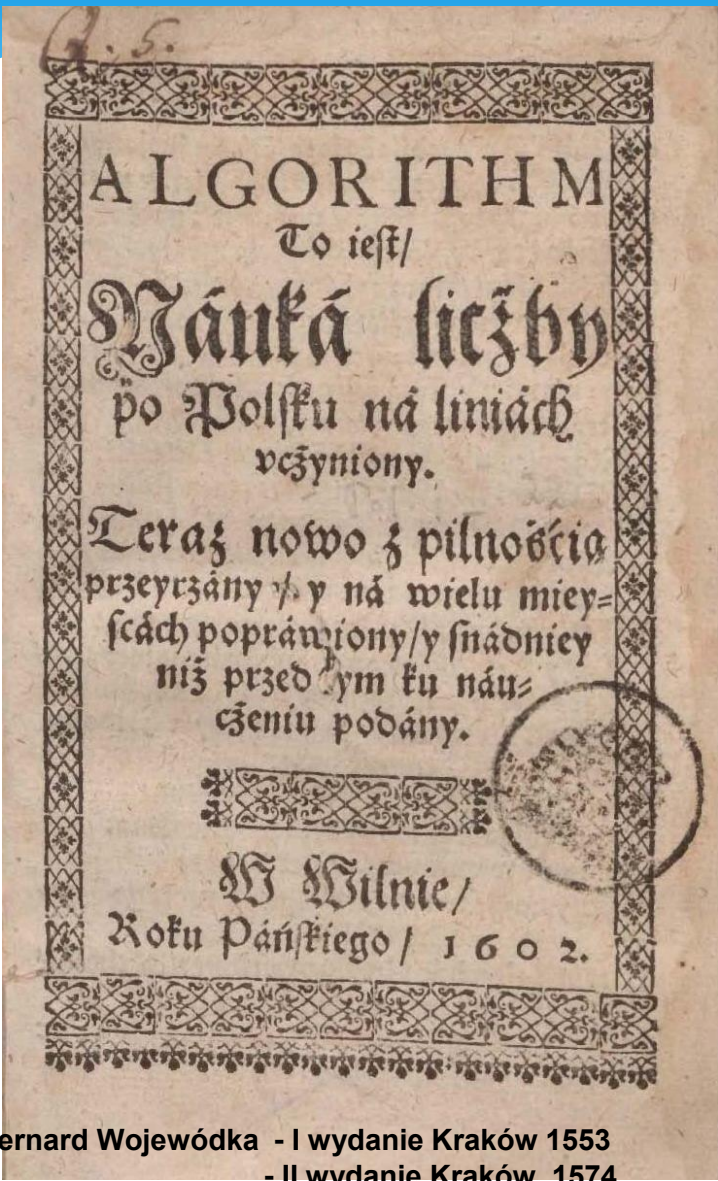 A. 5.
ALGORITHM
To iest/
Náuká liczby
po Polsku ná liniách
vczyniony.
Teraz nowo z pilnośćią
przeyrzány / y ná wielu miey-
scách popráwiony/y snádniey
niż przed tym ku náu-
czeniu podány.
W Wilnie/
Roku Páńskiego / 1602.
ernard Wojewódka - I wydanie Kraków 1553
- II wydanie Kraków 1574